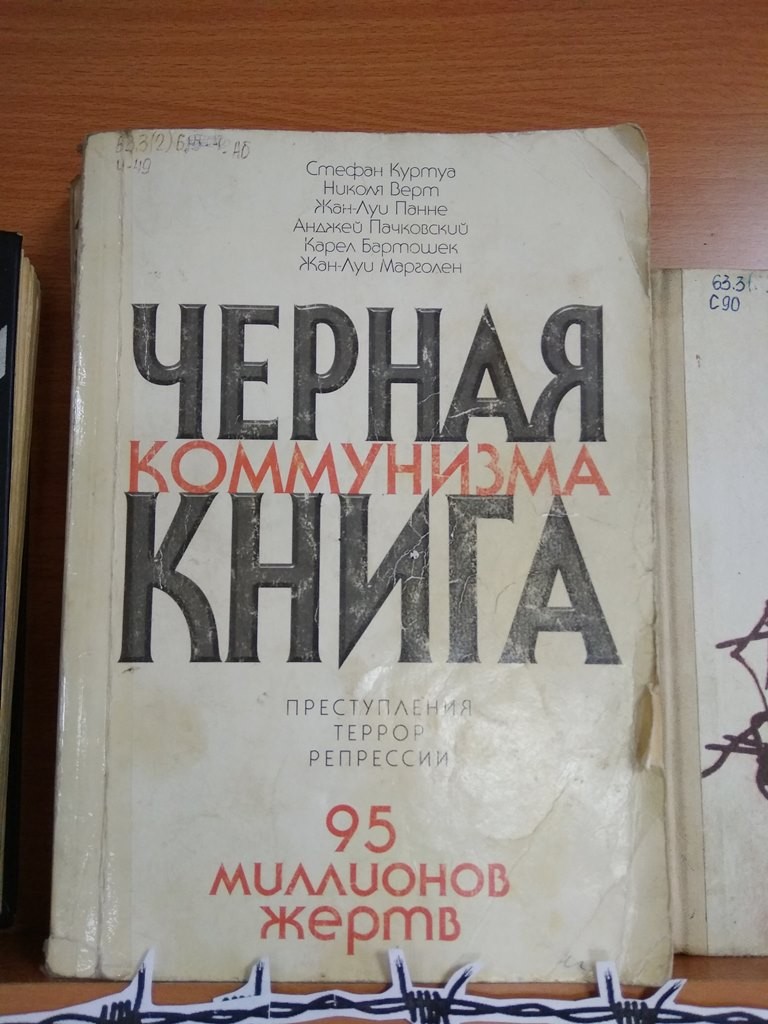 Ч-49
Стефан Куртуа
Николя Верт
Жан-Луи Панне
Анджей Пачковский
Карел Бартошек
Жан-Луи Марголен
ЧЕРНАЯ
КОММУНИЗМА
КНИГА
ПРЕСТУПЛЕНИЯ
ТЕРРОР
РЕПРЕССИИ
95
миллионов
жертв
63.3(
С90